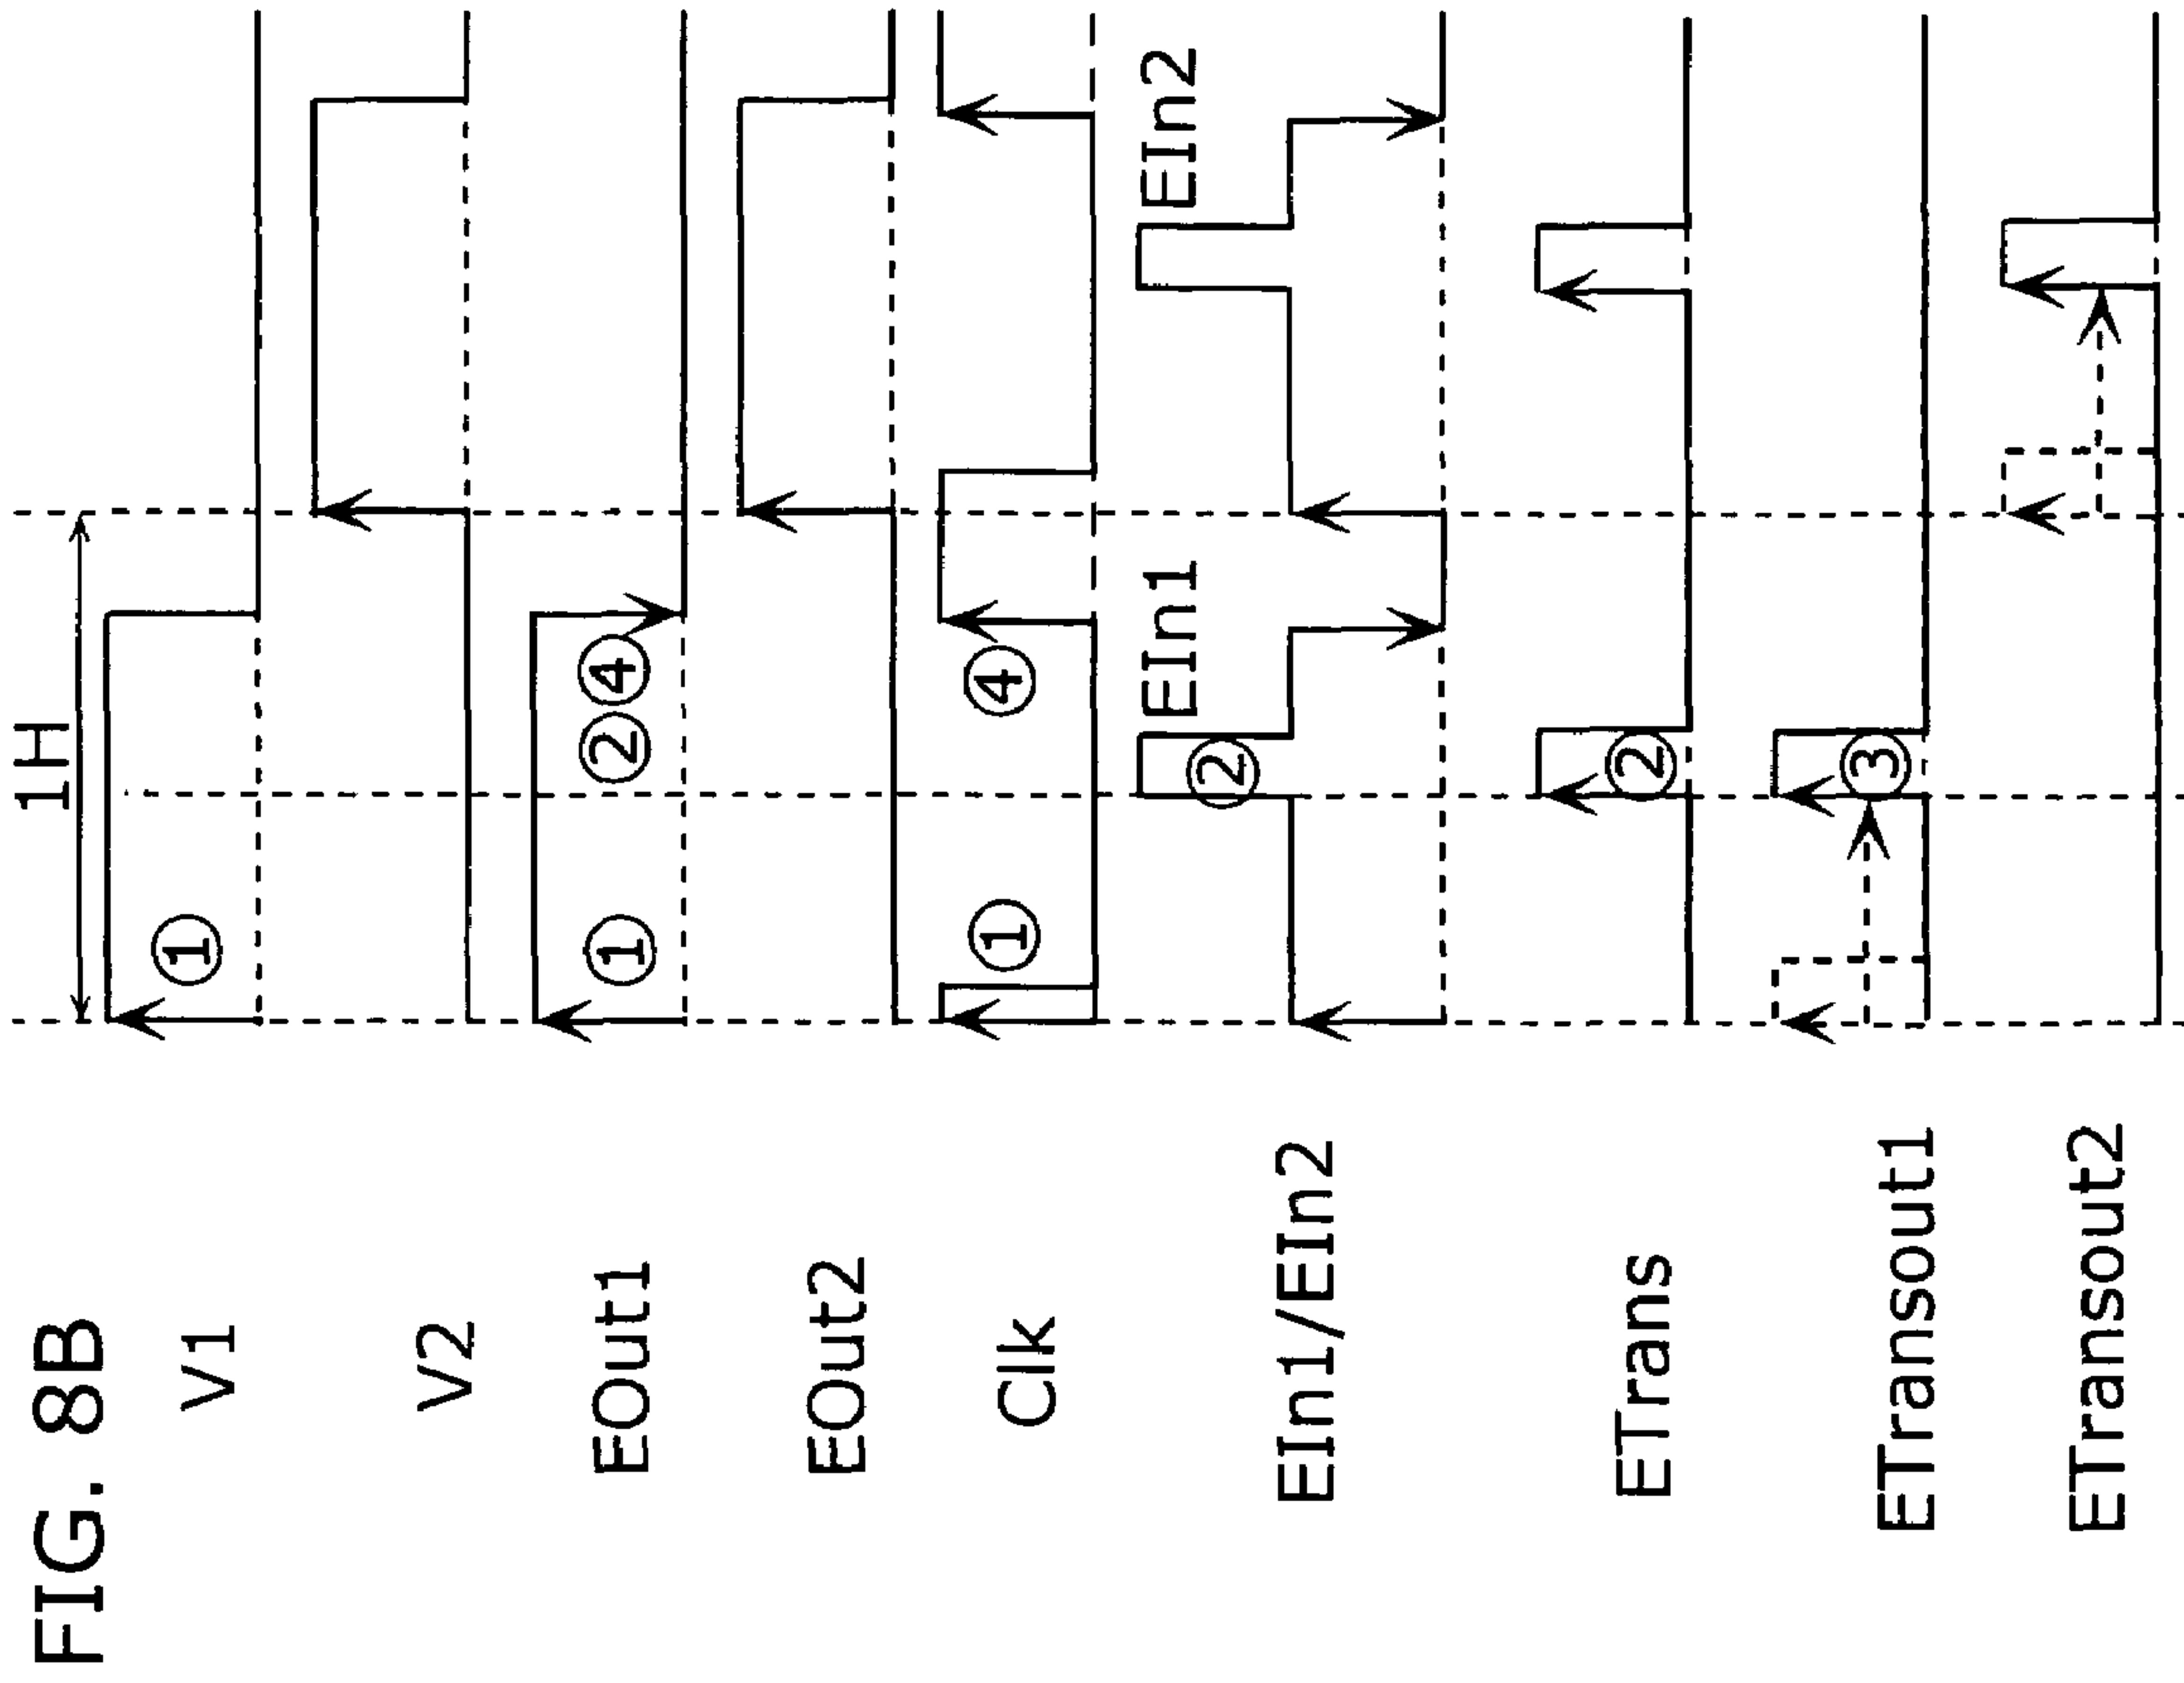 FIG. 8B
1H
V1
①
V2
EOut1
① ②④
EOut2
Clk
① ④
EIn1/EIn2
② EIn1 EIn2
ETrans
②
ETransout1
③
ETransout2